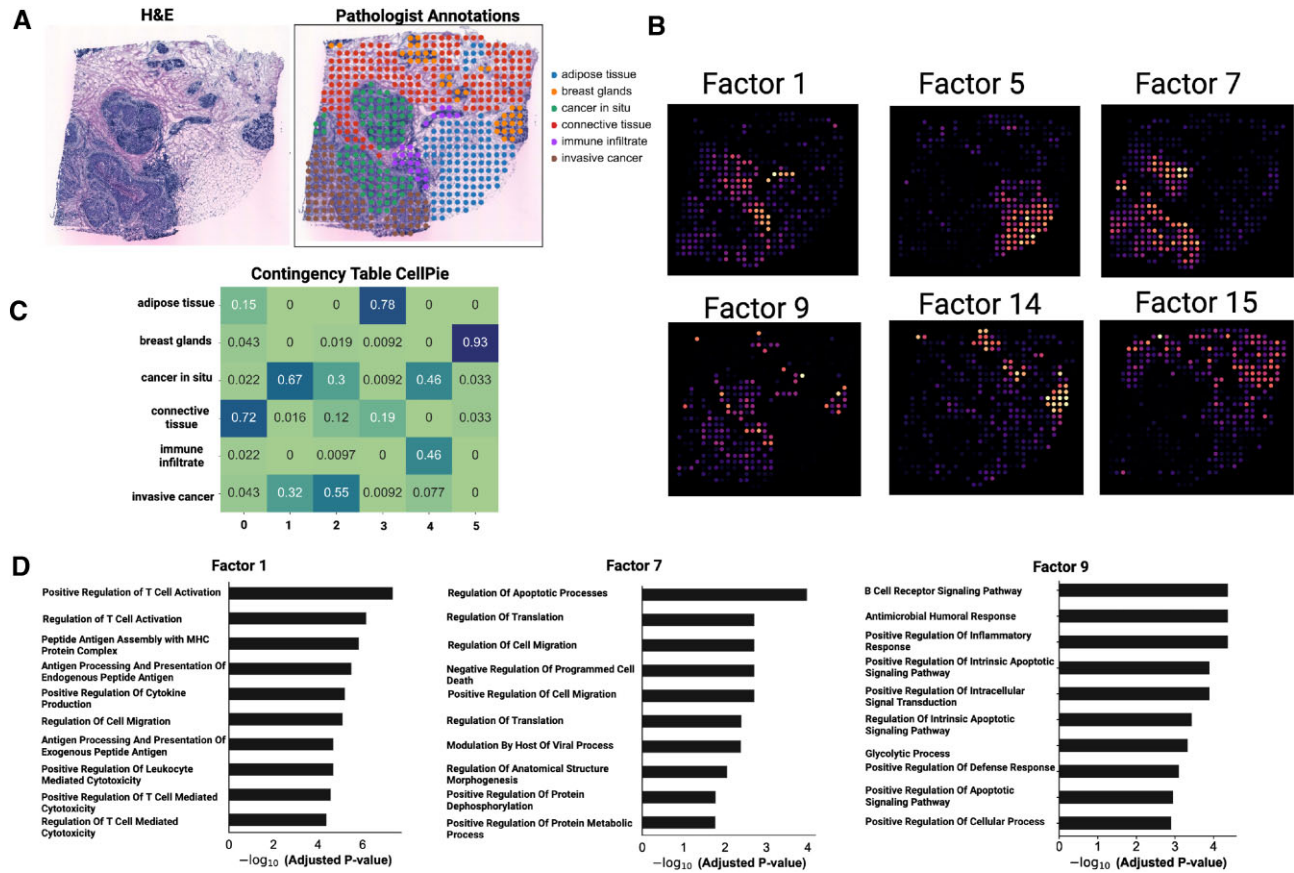 A
H&E
Pathologist Annotations
adipose tissue
breast glands
cancer in situ
connective tissue
immune infiltrate
invasive cancer
B
Factor 1
Factor 5
Factor 7
Factor 9
Factor 14
Factor 15
C
Contingency Table CellPie
adipose tissue
0.15 0 0 0.78 0 0
breast glands
0.043 0 0.019 0.0092 0 0.93
cancer in situ
0.022 0.67 0.3 0.0092 0.46 0.033
connective
tissue
0.72 0.016 0.12 0.19 0 0.033
immune
infiltrate
0.022 0 0.0097 0 0.46 0
invasive cancer
0.043 0.32 0.55 0.0092 0.077 0
0 1 2 3 4 5
D
Factor 1
Positive Regulation of T Cell Activation
Regulation of T Cell Activation
Peptide Antigen Assembly with MHC
Protein Complex
Antigen Processing And Presentation Of
Endogenous Peptide Antigen
Positive Regulation Of Cytokine
Production
Regulation Of Cell Migration
Antigen Processing And Presentation Of
Exogenous Peptide Antigen
Positive Regulation Of Leukocyte
Mediated Cytotoxicity
Positive Regulation Of T Cell Mediated
Cytotoxicity
Regulation Of T Cell Mediated
Cytotoxicity
0 2 4 6
−log10 (Adjusted P-value)
Factor 7
Regulation Of Apoptotic Processes
Regulation Of Translation
Regulation Of Cell Migration
Negative Regulation Of Programmed Cell
Death
Positive Regulation Of Cell Migration
Regulation Of Translation
Modulation By Host Of Viral Process
Regulation Of Anatomical Structure
Morphogenesis
Positive Regulation Of Protein
Dephosphorylation
Positive Regulation Of Protein Metabolic
Process
0 1 2 3 4
−log10 (Adjusted P-value)
Factor 9
B Cell Receptor Signaling Pathway
Antimicrobial Humoral Response
Positive Regulation Of Inflammatory
Response
Positive Regulation Of Intrinsic Apoptotic
Signaling Pathway
Positive Regulation Of Intracellular
Signal Transduction
Regulation Of Intrinsic Apoptotic
Signaling Pathway
Glycolytic Process
Positive Regulation Of Defense Response
Positive Regulation Of Apoptotic
Signaling Pathway
Positive Regulation Of Cellular Process
0 1 2 3 4
−log10 (Adjusted P-value)